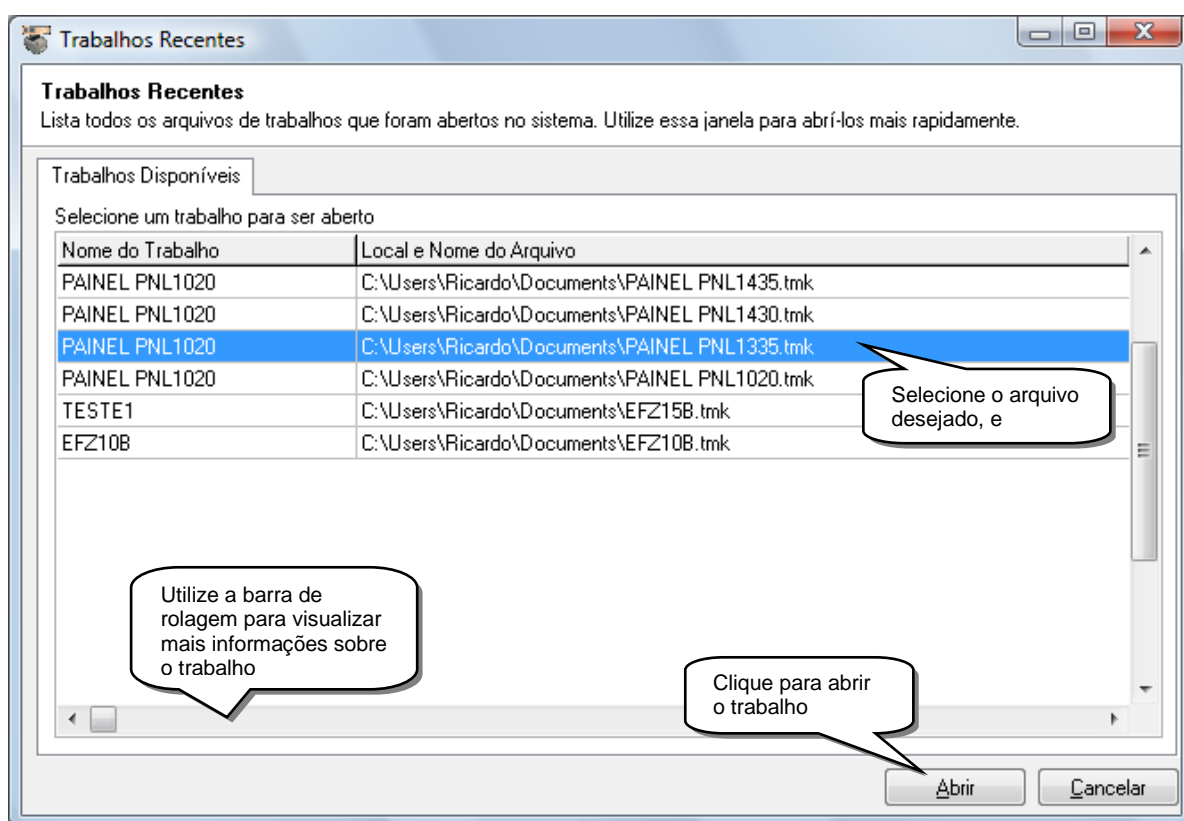 Trabalhos Recentes
Trabalhos Recentes
Lista todos os arquivos de trabalhos que foram abertos no sistema. Utilize essa janela para abrí-los mais rapidamente.
Trabalhos Disponíveis
Selecione um trabalho para ser aberto
Nome do Trabalho Local e Nome do Arquivo
PAINEL PNL1020 C:\Users\Ricardo\Documents\PAINEL PNL1435.tmk
PAINEL PNL1020 C:\Users\Ricardo\Documents\PAINEL PNL1430.tmk
PAINEL PNL1020 C:\Users\Ricardo\Documents\PAINEL PNL1335.tmk
PAINEL PNL1020 C:\Users\Ricardo\Documents\PAINEL PNL1020.tmk
TESTE1 C:\Users\Ricardo\Documents\EFZ15B.tmk
EFZ10B C:\Users\Ricardo\Documents\EFZ10B.tmk
Selecione o arquivo
desejado, e
Utilize a barra de
rolagem para visualizar
mais informações sobre
o trabalho
Clique para abrir
o trabalho
Abrir Cancelar